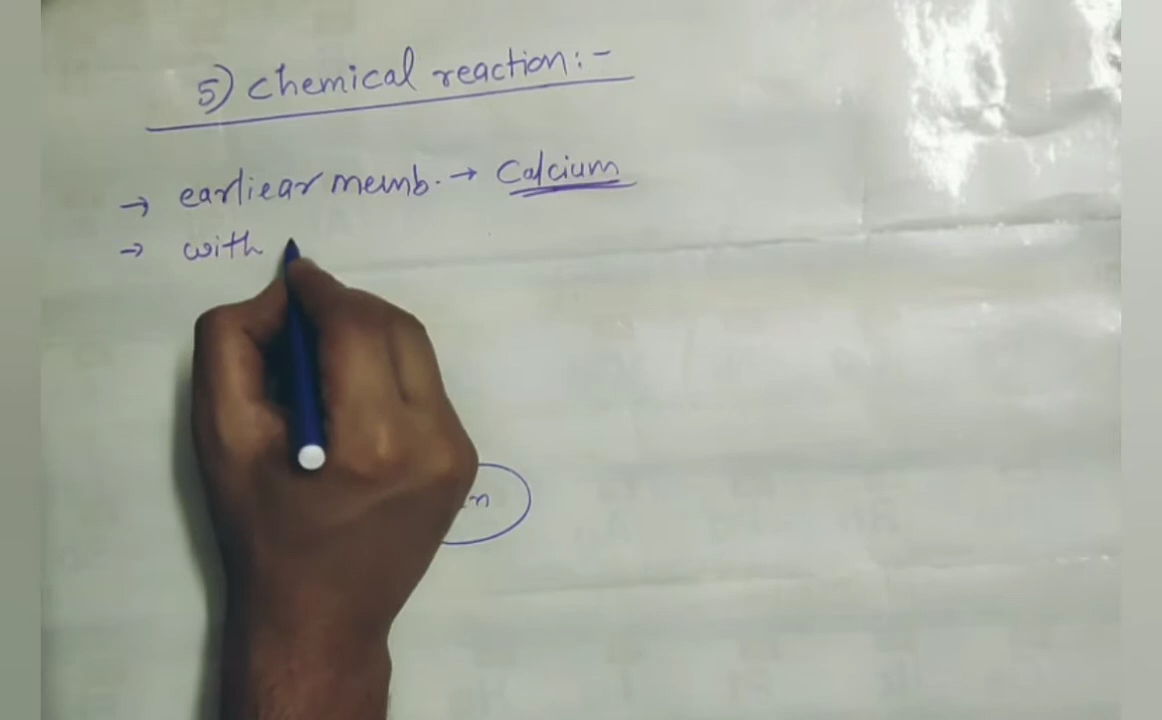 5) chemical reaction:-
→ earliear memb. → Calcium
→ with